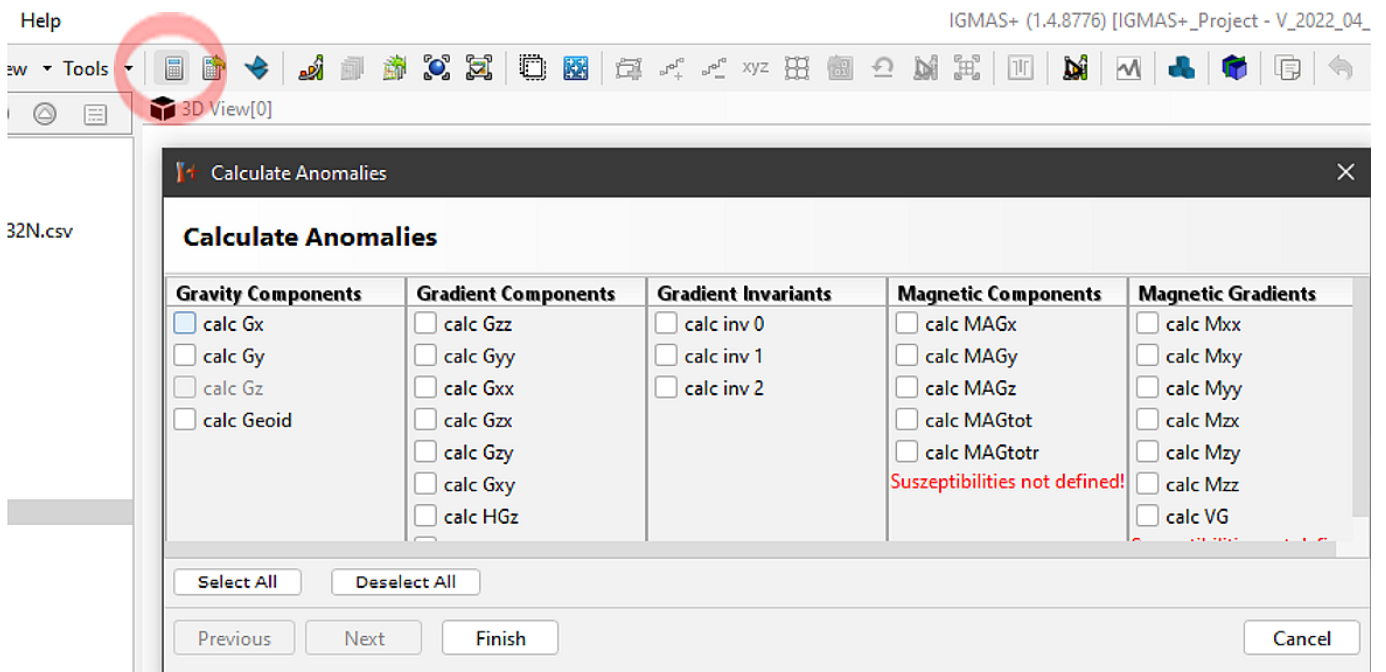 Help
IGMAS+ (1.4.8776) [IGMAS+_Project - V_2022_04_
Tools
xyz
3D View[0]
Calculate Anomalies
32N.csv
Calculate Anomalies
Gravity Components
calc Gx
calc Gy
calc Gz
calc Geoid
Gradient Components
calc Gzz
calc Gyy
calc Gxx
calc Gzx
calc Gzy
calc Gxy
calc HGz
Gradient Invariants
calc inv 0
calc inv 1
calc inv 2
Magnetic Components
calc MAGx
calc MAGy
calc MAGz
calc MAGtot
calc MAGtotr
Suszeptibilities not defined!
Magnetic Gradients
calc Mxx
calc Mxy
calc Myy
calc Mzx
calc Mzy
calc Mzz
calc VG
Select All
Deselect All
Previous
Next
Finish
Cancel